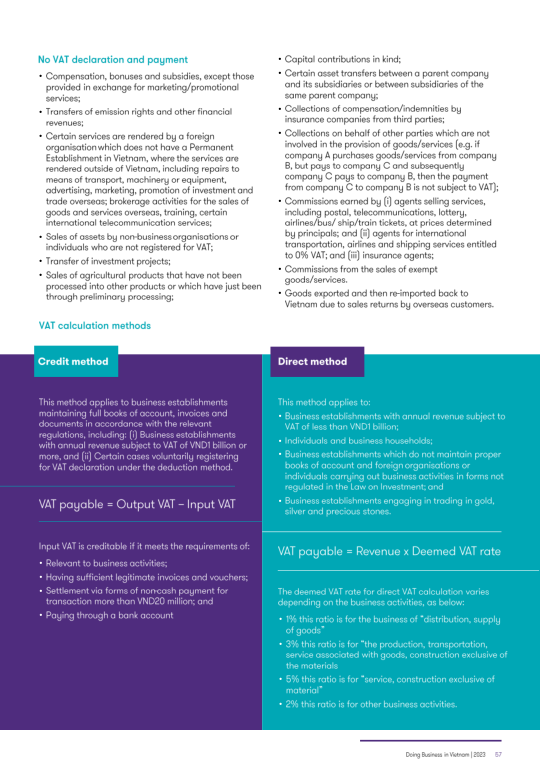 No VAT declaration and payment
• Compensation, bonuses and subsidies, except those
provided in exchange for marketing/promotional
services;
• Transfers of emission rights and other financial
revenues;
• Certain services are rendered by a foreign
organisation which does not have a Permanent
Establishment in Vietnam, where the services are
rendered outside of Vietnam, including repairs to
means of transport, machinery or equipment,
advertising, marketing, promotion of investment and
trade overseas; brokerage activities for the sales of
goods and services overseas, training, certain
international telecommunication services;
• Sales of assets by non-business organisations or
individuals who are not registered for VAT;
• Transfer of investment projects;
• Sales of agricultural products that have not been
processed into other products or which have just been
through preliminary processing;
• Capital contributions in kind;
• Certain asset transfers between a parent company
and its subsidiaries or between subsidiaries of the
same parent company;
• Collections of compensation/indemnities by
insurance companies from third parties;
• Collections on behalf of other parties which are not
involved in the provision of goods/services (e.g. if
company A purchases goods/services from company
B, but pays to company C and subsequently
company C pays to company B, then the payment
from company C to company B is not subject to VAT);
• Commissions earned by (i) agents selling services,
including postal, telecommunications, lottery,
airlines/bus/ ship/train tickets, at prices determined
by principals; and (ii) agents for international
transportation, airlines and shipping services entitled
to 0% VAT; and (iii) insurance agents;
• Commissions from the sales of exempt
goods/services.
• Goods exported and then re-imported back to
Vietnam due to sales returns by overseas customers.
VAT calculation methods
Credit method
This method applies to business establishments
maintaining full books of account, invoices and
documents in accordance with the relevant
regulations, including: (i) Business establishments
with annual revenue subject to VAT of VND1 billion or
more, and (ii) Certain cases voluntarily registering
for VAT declaration under the deduction method.
VAT payable = Output VAT – Input VAT
Input VAT is creditable if it meets the requirements of:
• Relevant to business activities;
• Having sufficient legitimate invoices and vouchers;
• Settlement via forms of non-cash payment for
transaction more than VND20 million; and
• Paying through a bank account
Direct method
This method applies to:
• Business establishments with annual revenue subject to
VAT of less than VND1 billion;
• Individuals and business households;
• Business establishments which do not maintain proper
books of account and foreign organisations or
individuals carrying out business activities in forms not
regulated in the Law on Investment; and
• Business establishments engaging in trading in gold,
silver and precious stones.
VAT payable = Revenue x Deemed VAT rate
The deemed VAT rate for direct VAT calculation varies
depending on the business activities, as below:
• 1% this ratio is for the business of "distribution, supply
of goods"
• 3% this ratio is for "the production, transportation,
service associated with goods, construction exclusive of
the materials
• 5% this ratio is for "service, construction exclusive of
material"
• 2% this ratio is for other business activities.
Doing Business in Vietnam | 2023 57